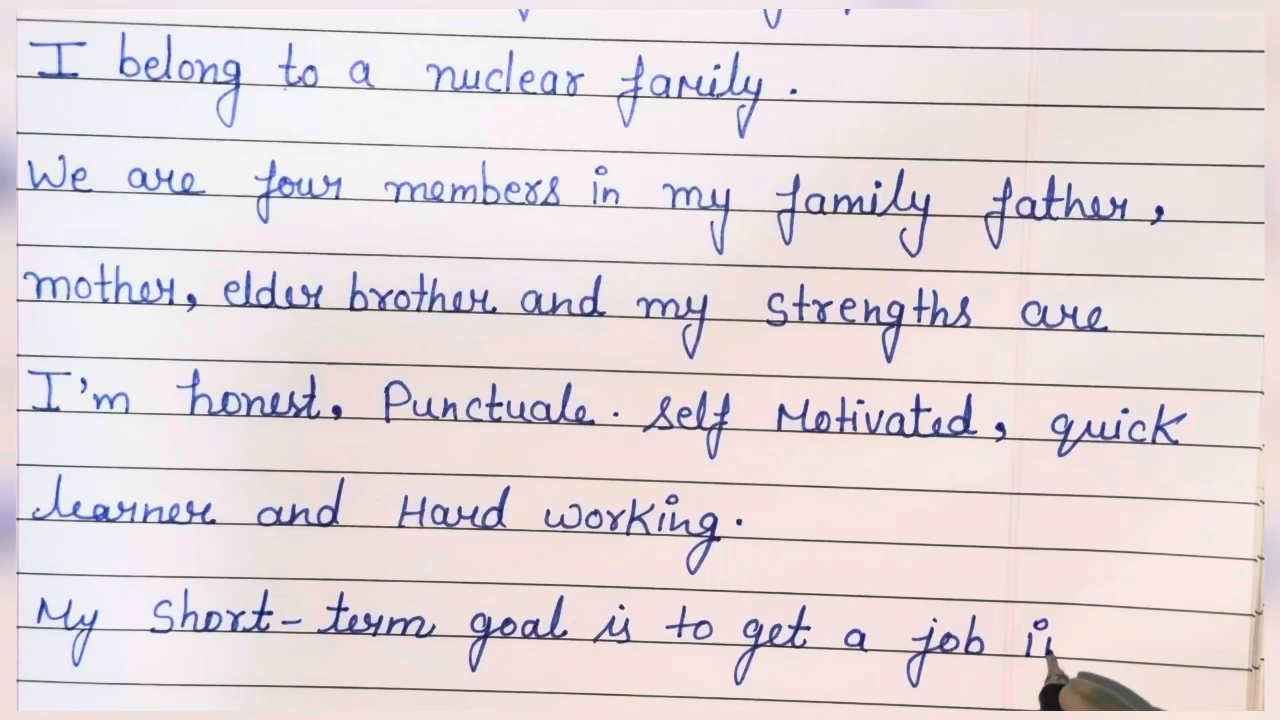 I belong to a nuclear family.
We are four members in my family father,
mother, elder brother and my strengths are
I'm honest, Punctuale. Self Motivated, quick
learner and Hard working.
My Short-term goal is to get a job